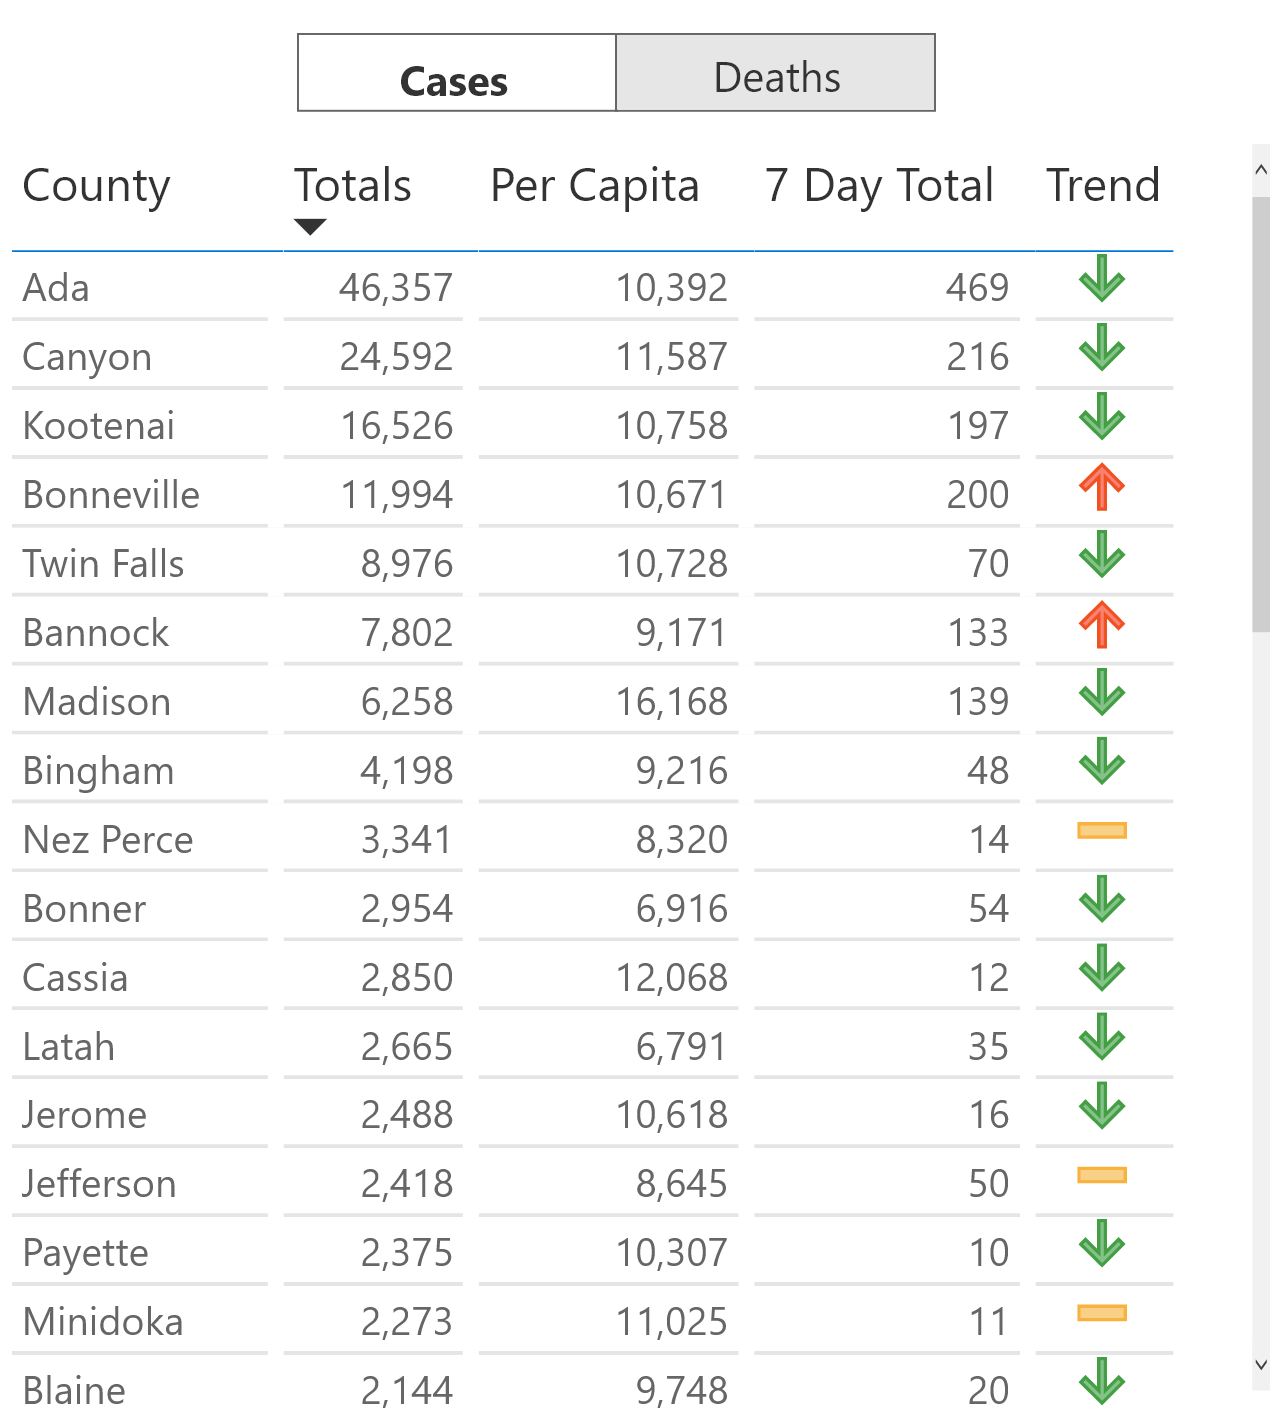 Cases Deaths
County Totals Per Capita 7 Day Total Trend
Ada 46,357 10,392 469
Canyon 24,592 11,587 216
Kootenai 16,526 10,758 197
Bonneville 11,994 10,671 200
Twin Falls 8,976 10,728 70
Bannock 7,802 9,171 133
Madison 6,258 16,168 139
Bingham 4,198 9,216 48
Nez Perce 3,341 8,320 14
Bonner 2,954 6,916 54
Cassia 2,850 12,068 12
Latah 2,665 6,791 35
Jerome 2,488 10,618 16
Jefferson 2,418 8,645 50
Payette 2,375 10,307 10
Minidoka 2,273 11,025 11
Blaine 2,144 9,748 20